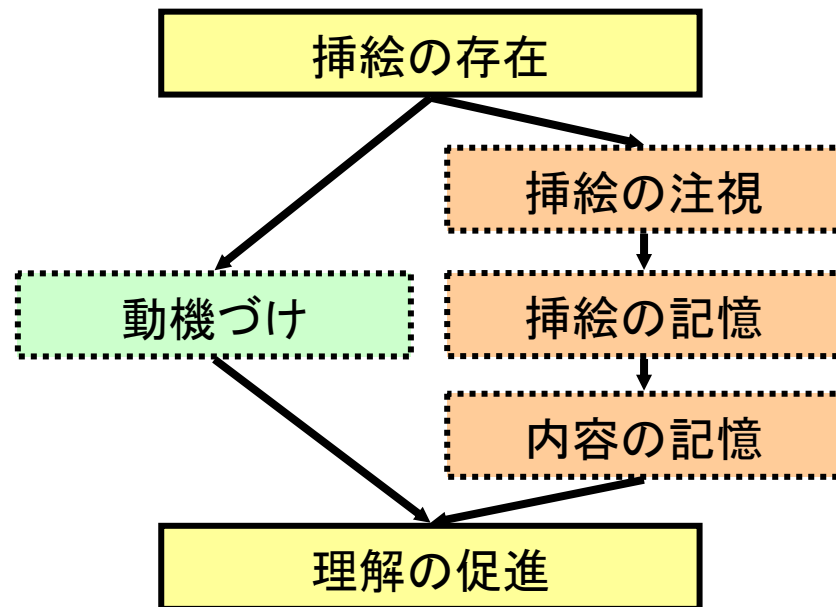 挿絵の存在
挿絵の注視
動機づけ
挿絵の記憶
内容の記憶
理解の促進